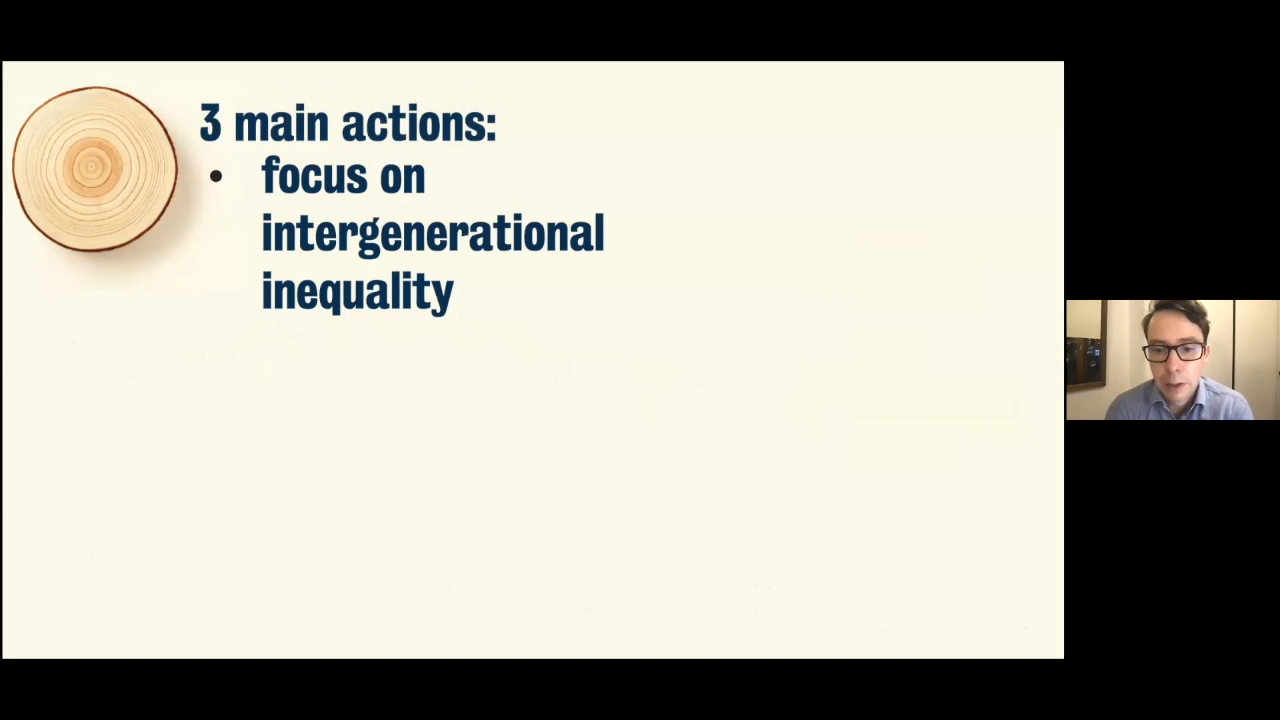 3 main actions:
• focus on
intergenerational
inequality